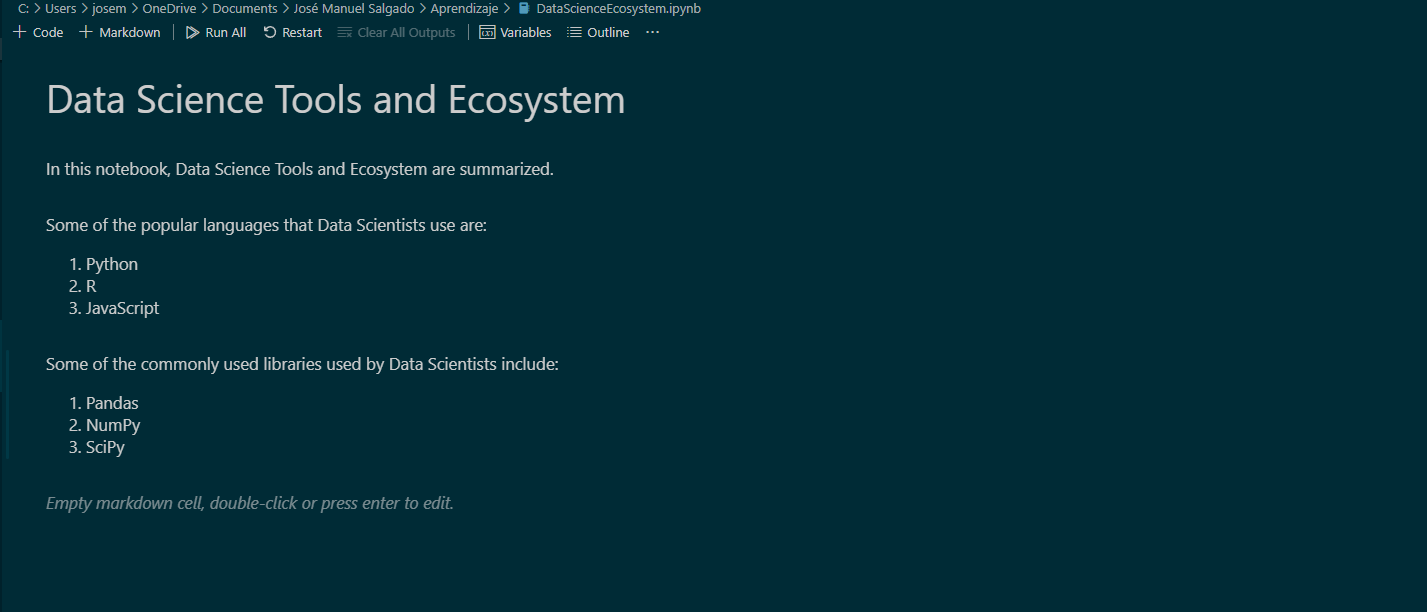 C: > Users > josem > OneDrive > Documents > José Manuel Salgado > Aprendizaje > DataScienceEcosystem.ipynb
+ Code + Markdown | Run All Restart Clear All Outputs | Variables Outline ...
Data Science Tools and Ecosystem
In this notebook, Data Science Tools and Ecosystem are summarized.
Some of the popular languages that Data Scientists use are:
1. Python
2. R
3. JavaScript
Some of the commonly used libraries used by Data Scientists include:
1. Pandas
2. NumPy
3. SciPy
Empty markdown cell, double-click or press enter to edit.